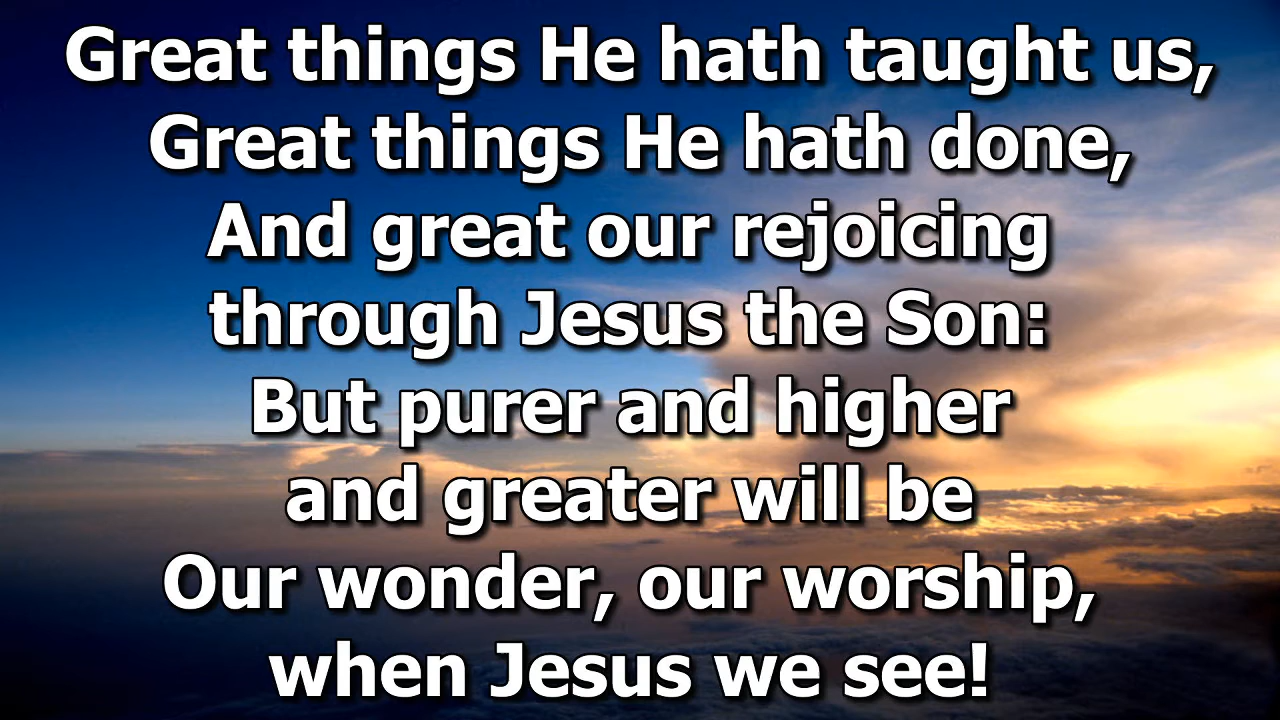 Great things He hath taught us,
Great things He hath done,
And great our rejoicing
through Jesus the Son:
But purer and higher
and greater will be
Our wonder, our worship,
when Jesus we see!